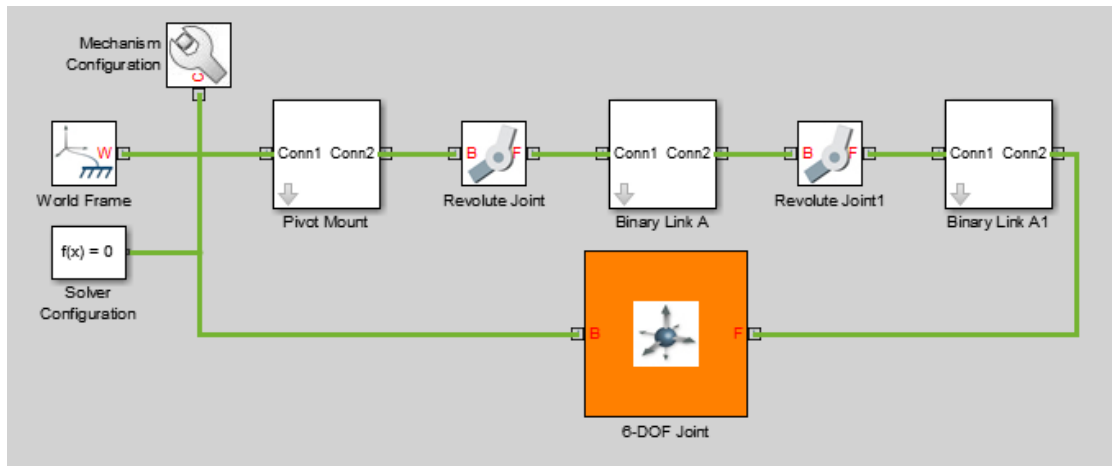 Mechanism
Configuration
C
W
World Frame
Conn1 Conn2
Pivot Mount
B F
Revolute Joint
Conn1 Conn2
Binary Link A
B F
Revolute Joint1
Conn1 Conn2
Binary Link A1
f(x) = 0
Solver
Configuration
B F
6-DOF Joint